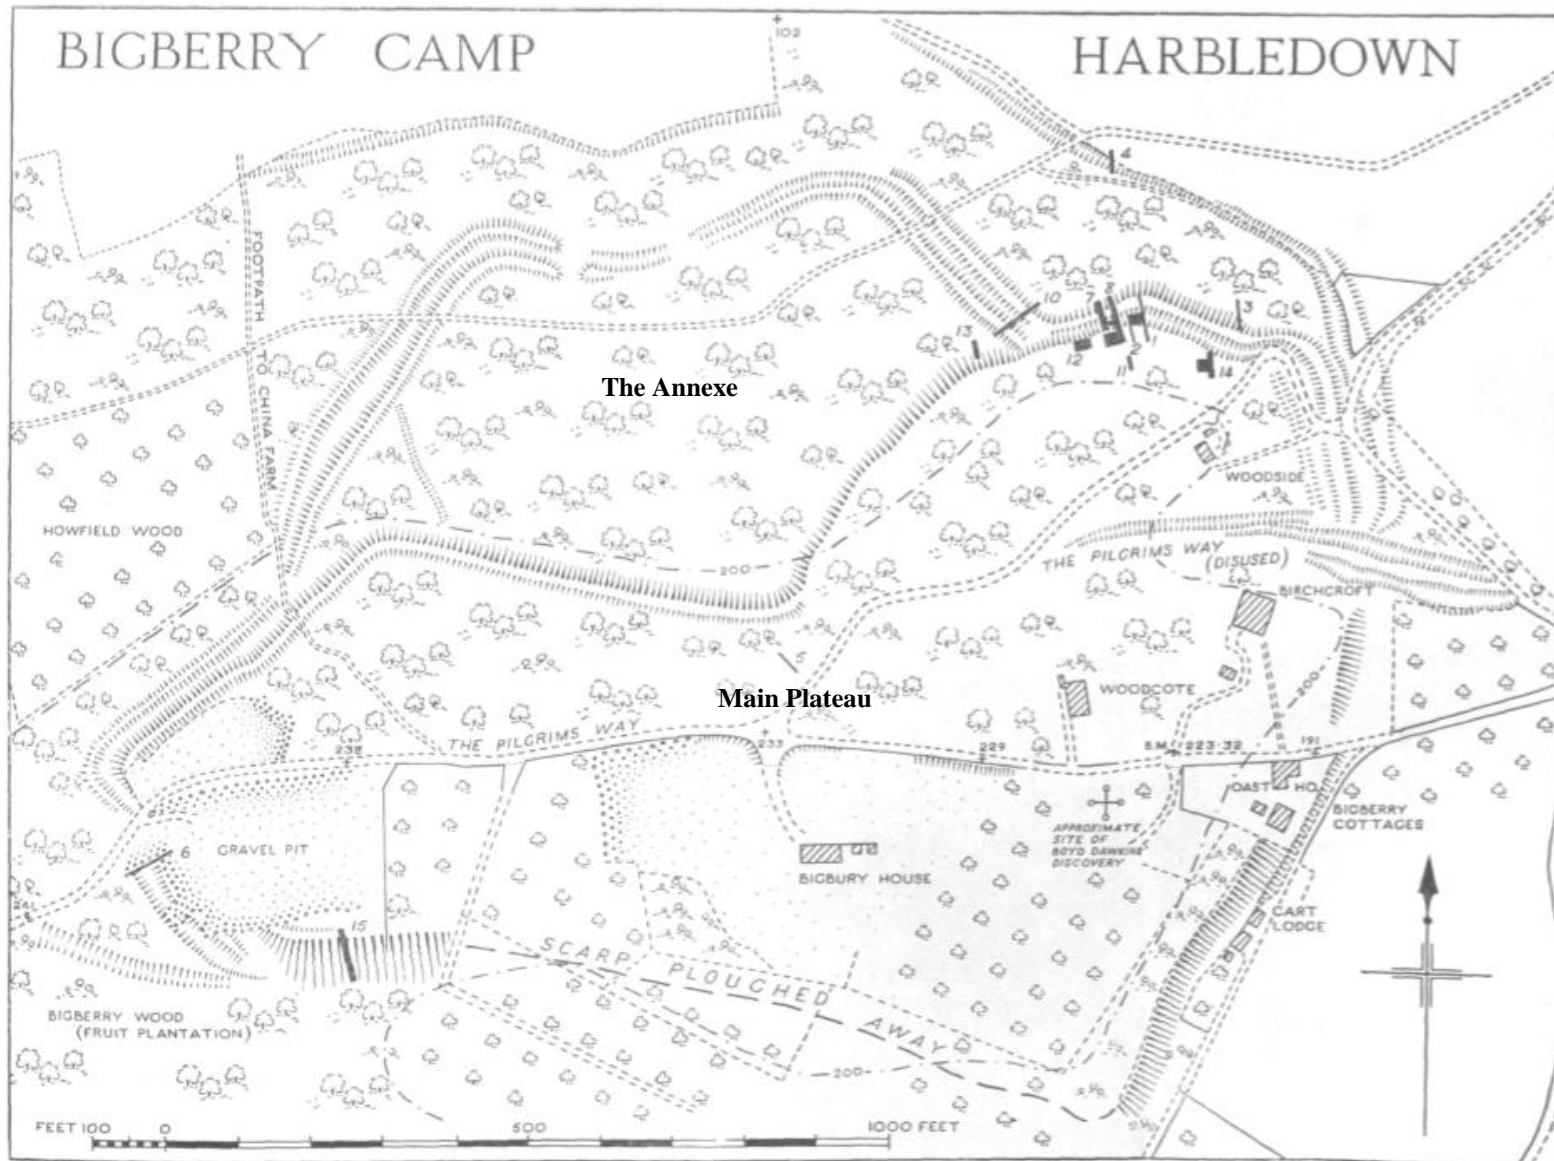 BIGBERRY CAMP
HARBLEDOWN
102
4
FOOTPATH TO CHINA FARM
10
7
8
3
13
12
2
11
14
The Annexe
WOODSIDE
HOWFIELD WOOD
200
THE PILGRIMS WAY
(DISUSED)
BIRCHCROFT
5
200
WOODCOTE
Main Plateau
THE PILGRIMS WAY
238
233
229
B.M. 223·32
191
OAST HO.
BIGBERRY
COTTAGES
APPROXIMATE
SITE OF
BOYD DAWKINS
DISCOVERY
GRAVEL PIT
6
BIGBURY HOUSE
241
15
CART
LODGE
SCARP PLOUGHED AWAY
BIGBERRY WOOD
(FRUIT PLANTATION)
200
FEET 100 0 500 1000 FEET